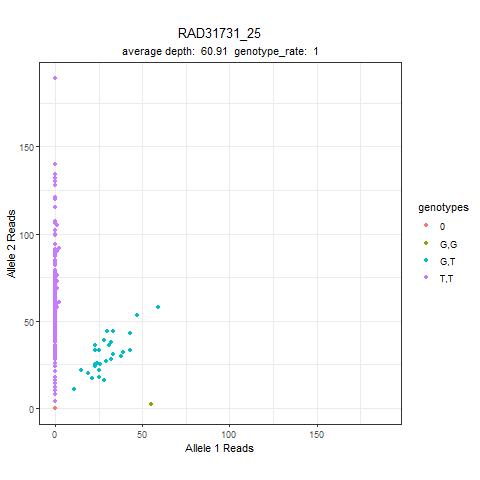 RAD31731_25
average depth: 60.91 genotype_rate: 1
Allele 2 Reads
150
100
50
0
0 50 100 150
Allele 1 Reads
genotypes
0
G,G
G,T
T,T